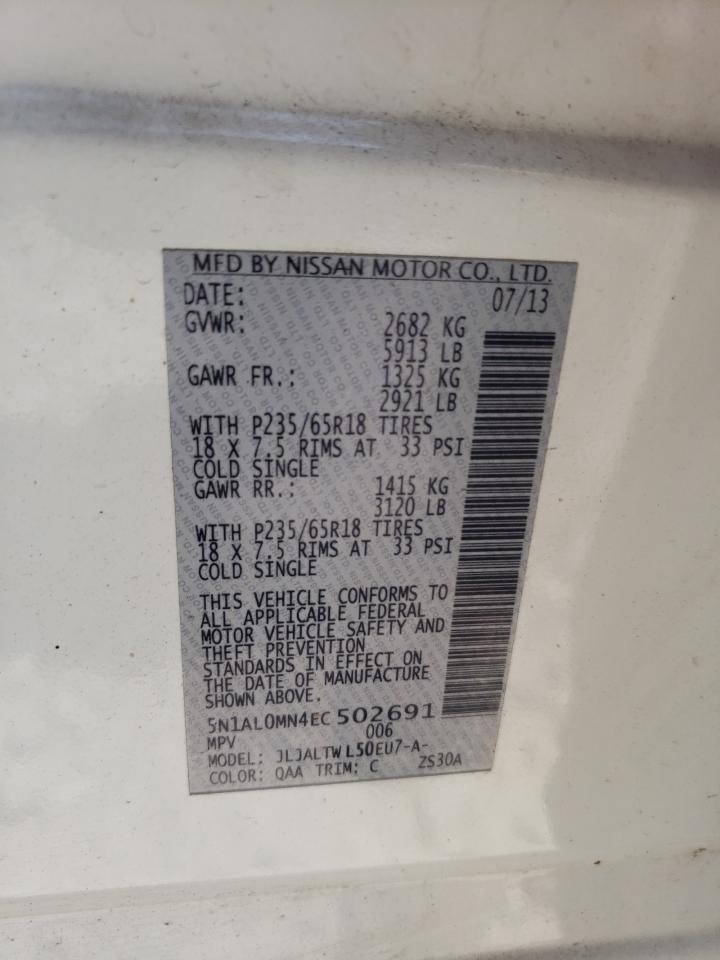 MFD BY NISSAN MOTOR CO., LTD.
DATE: 07/13
GVWR: 2682 KG
5913 LB
GAWR FR.: 1325 KG
2921 LB
WITH P235/65R18 TIRES
18 X 7.5 RIMS AT 33 PSI
COLD SINGLE
GAWR RR.: 1415 KG
3120 LB
WITH P235/65R18 TIRES
18 X 7.5 RIMS AT 33 PSI
COLD SINGLE
THIS VEHICLE CONFORMS TO
ALL APPLICABLE FEDERAL
MOTOR VEHICLE SAFETY AND
THEFT PREVENTION
STANDARDS IN EFFECT ON
THE DATE OF MANUFACTURE
SHOWN ABOVE.
5N1AL0MN4EC502691
MPV 006
MODEL: JLJALTWL50EU7-A-
COLOR: QAA TRIM: C ZS30A